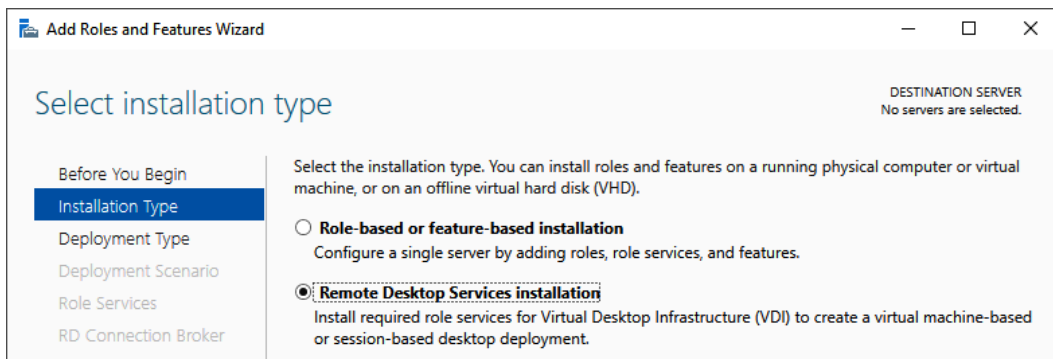 Add Roles and Features Wizard
Select installation type
DESTINATION SERVER
No servers are selected.
Before You Begin
Installation Type
Deployment Type
Deployment Scenario
Role Services
RD Connection Broker
Select the installation type. You can install roles and features on a running physical computer or virtual
machine, or on an offline virtual hard disk (VHD).
Role-based or feature-based installation
Configure a single server by adding roles, role services, and features.
Remote Desktop Services installation
Install required role services for Virtual Desktop Infrastructure (VDI) to create a virtual machine-based
or session-based desktop deployment.